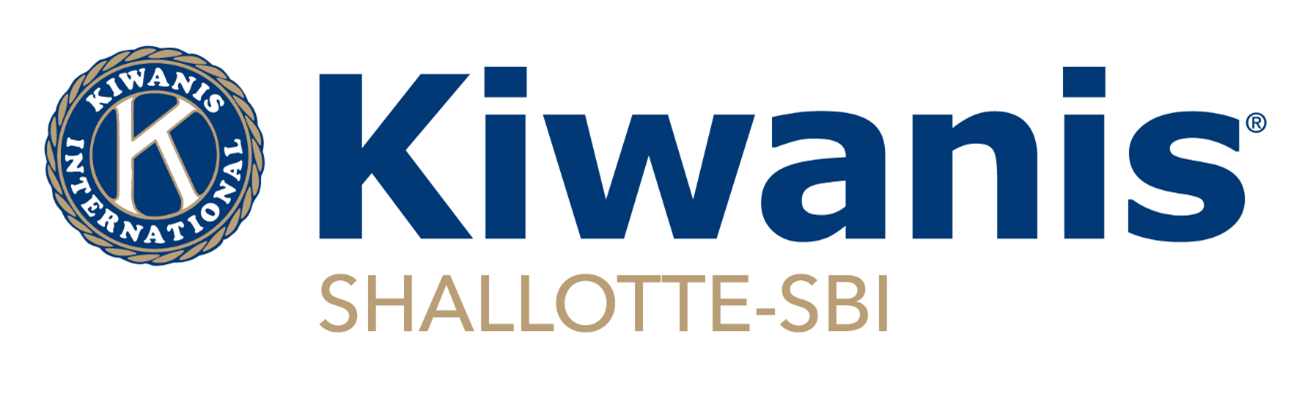 KIWANIS
K
INTERNATIONAL
Kiwanis®
SHALLOTTE-SBI